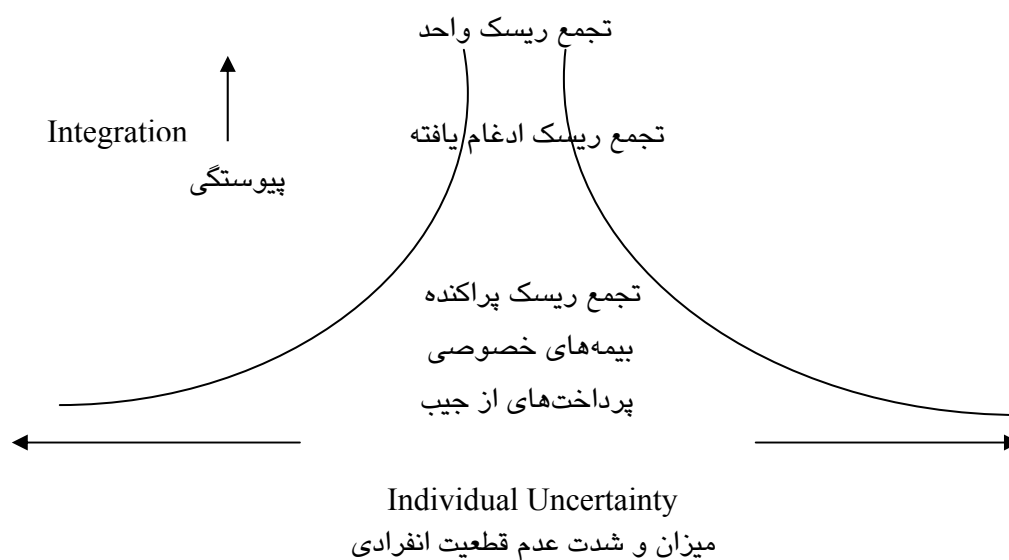 تجمع ریسک واحد
Integration
تجمع ریسک ادغام یافته
پیوستگی
تجمع ریسک پراکنده
بیمه‌های خصوصی
پرداخت‌های از جیب
Individual Uncertainty
میزان و شدت عدم قطعیت انفرادی